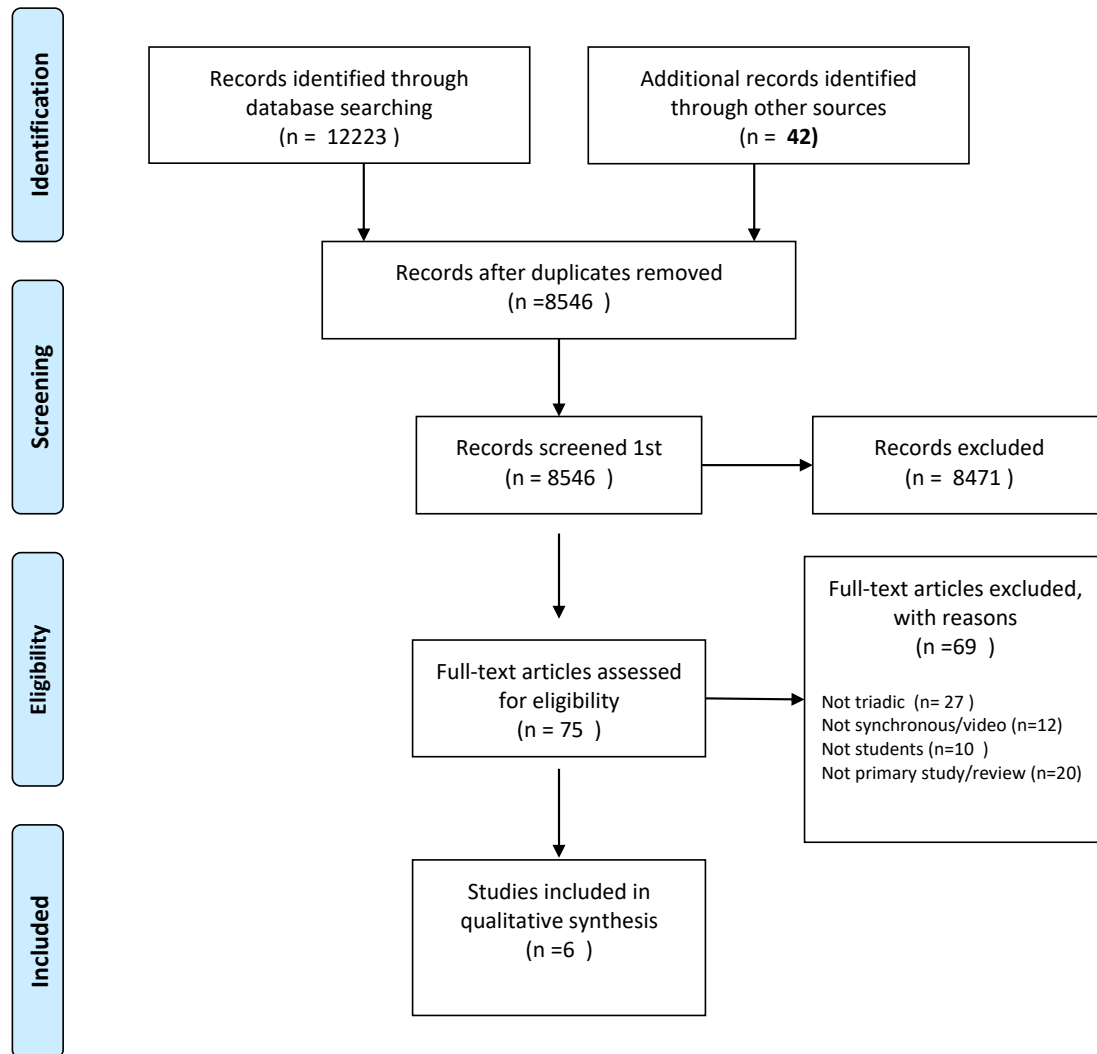 Identification
Records identified through
database searching
(n = 12223 )
Additional records identified
through other sources
(n = 42)
Records after duplicates removed
(n =8546 )
Screening
Records screened 1st
(n = 8546 )
Records excluded
(n = 8471 )
Eligibility
Full-text articles assessed
for eligibility
(n = 75 )
Full-text articles excluded,
with reasons
(n =69 )
Not triadic (n= 27 )
Not synchronous/video (n=12)
Not students (n=10 )
Not primary study/review (n=20)
Included
Studies included in
qualitative synthesis
(n =6 )